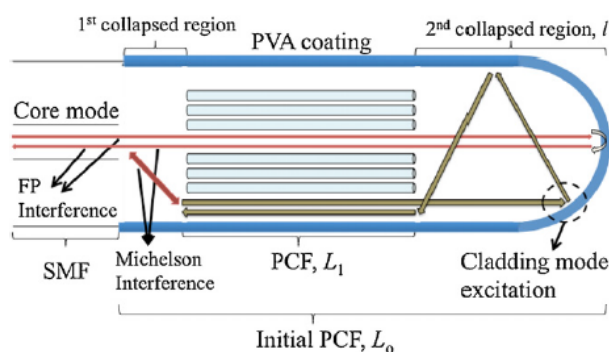 1st collapsed region
2nd collapsed region, l
PVA coating
Core mode
FP
Interference
SMF
Michelson
Interference
PCF, L1
Cladding mode
excitation
Initial PCF, Lo